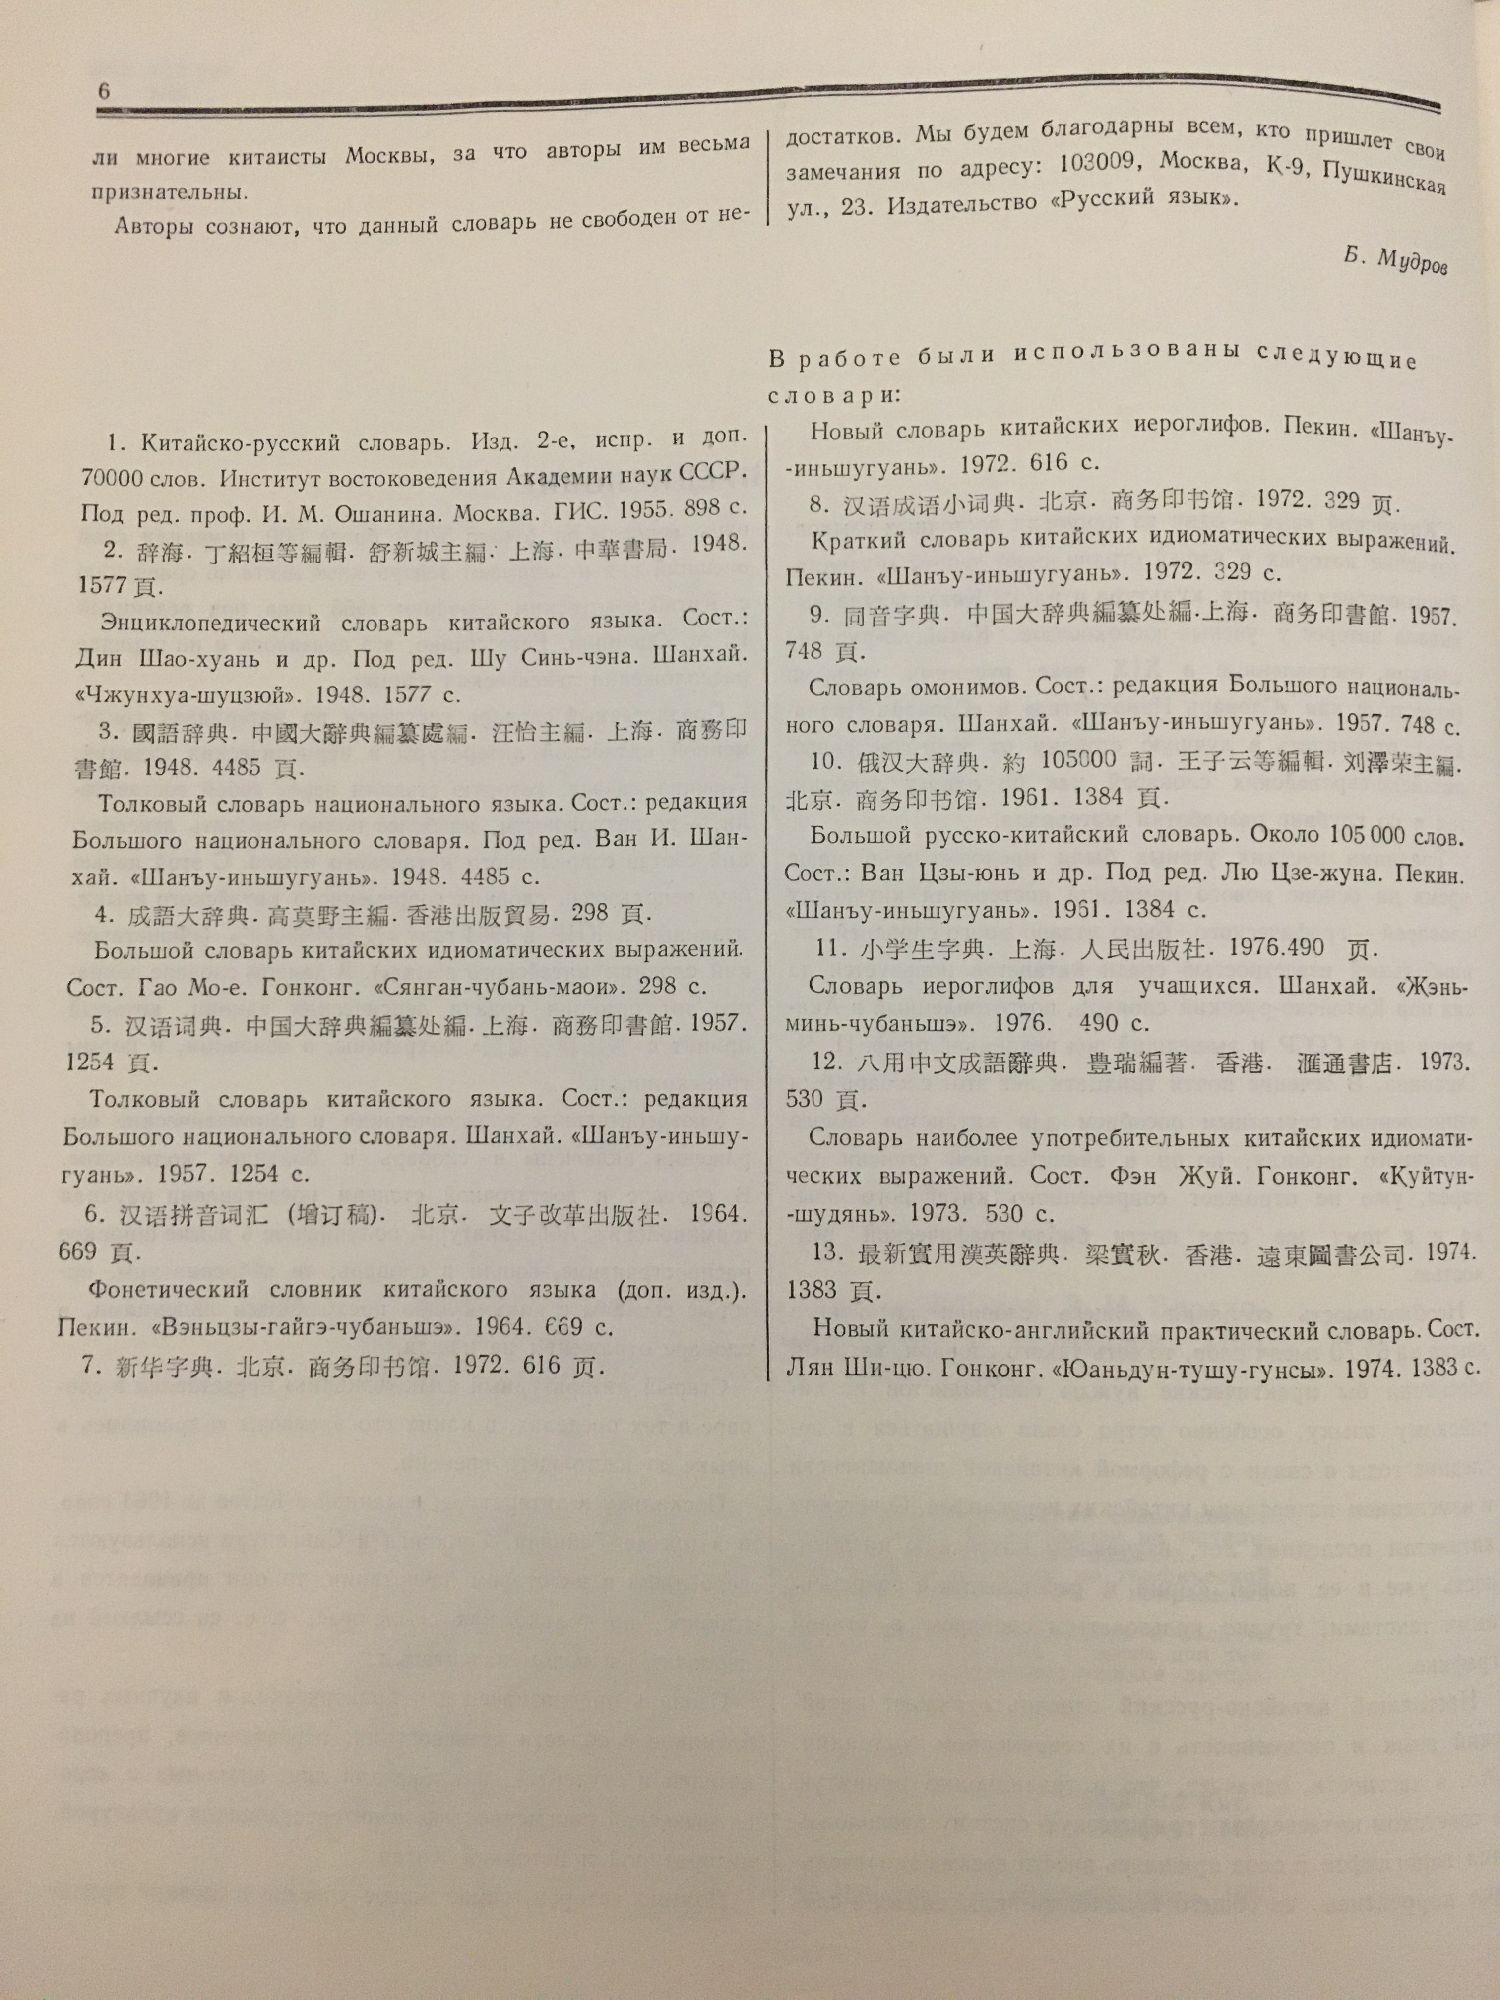 6
ли многие китаисты Москвы, за что авторы им весьма
признательны.
Авторы сознают, что данный словарь не свободен от не-
достатков. Мы будем благодарны всем, кто пришлет свои
замечания по адресу: 103009, Москва, К-9, Пушкинская
ул., 23. Издательство «Русский язык».
Б. Мудров
В работе были использованы следующие
словари:
1. Китайско-русский словарь. Изд. 2-е, испр. и доп.
70000 слов. Институт востоковедения Академии наук СССР.
Под ред. проф. И. М. Ошанина. Москва. ГИС. 1955. 898 с.
2. 辞海. 丁紹桓等編輯. 舒新城主編. 上海. 中華書局. 1948.
1577 頁.
Энциклопедический словарь китайского языка. Сост.:
Дин Шао-хуань и др. Под ред. Шу Синь-чэна. Шанхай.
«Чжунхуа-шуцзюй». 1948. 1577 с.
3. 國語辞典. 中國大辭典編纂處編. 汪怡主編. 上海. 商務印
書館. 1948. 4485 頁.
Толковый словарь национального языка. Сост.: редакция
Большого национального словаря. Под ред. Ван И. Шан-
хай. «Шанъу-иньшугуань». 1948. 4485 с.
4. 成語大辞典. 高莫野主編. 香港出版貿易. 298 頁.
Большой словарь китайских идиоматических выражений.
Сост. Гао Мо-е. Гонконг. «Сянган-чубань-маои». 298 с.
5. 汉语词典. 中国大辞典編纂处編. 上海. 商務印書館. 1957.
1254 頁.
Толковый словарь китайского языка. Сост.: редакция
Большого национального словаря. Шанхай. «Шанъу-иньшу-
гуань». 1957. 1254 с.
6. 汉语拼音词汇 (增订稿). 北京. 文子改革出版社. 1964.
669 頁.
Фонетический словник китайского языка (доп. изд.).
Пекин. «Вэньцзы-гайгэ-чубаньшэ». 1964. 669 с.
7. 新华字典. 北京. 商务印书馆. 1972. 616 页.
Новый словарь китайских иероглифов. Пекин. «Шанъу-
-иньшугуань». 1972. 616 с.
8. 汉语成语小词典. 北京. 商务印书馆. 1972. 329 页.
Краткий словарь китайских идиоматических выражений.
Пекин. «Шанъу-иньшугуань». 1972. 329 с.
9. 同音字典. 中国大辞典編纂处編. 上海. 商务印書館. 1957.
748 頁.
Словарь омонимов. Сост.: редакция Большого националь-
ного словаря. Шанхай. «Шанъу-иньшугуань». 1957. 748 с.
10. 俄汉大辞典. 約 105000 詞. 王子云等編輯. 刘澤荣主編.
北京. 商务印书馆. 1961. 1384 頁.
Большой русско-китайский словарь. Около 105 000 слов.
Сост.: Ван Цзы-юнь и др. Под ред. Лю Цзе-жуна. Пекин.
«Шанъу-иньшугуань». 1961. 1384 с.
11. 小学生字典. 上海. 人民出版社. 1976. 490 页.
Словарь иероглифов для учащихся. Шанхай. «Жэнь-
минь-чубаньшэ». 1976. 490 с.
12. 八用中文成語辭典. 豊瑞編著. 香港. 滙通書店. 1973.
530 頁.
Словарь наиболее употребительных китайских идиомати-
ческих выражений. Сост. Фэн Жуй. Гонконг. «Куйтун-
-шудянь». 1973. 530 с.
13. 最新實用漢英辭典. 梁實秋. 香港. 遠東圖書公司. 1974.
1383 頁.
Новый китайско-английский практический словарь. Сост.
Лян Ши-цю. Гонконг. «Юаньдун-тушу-гунсы». 1974. 1383 с.